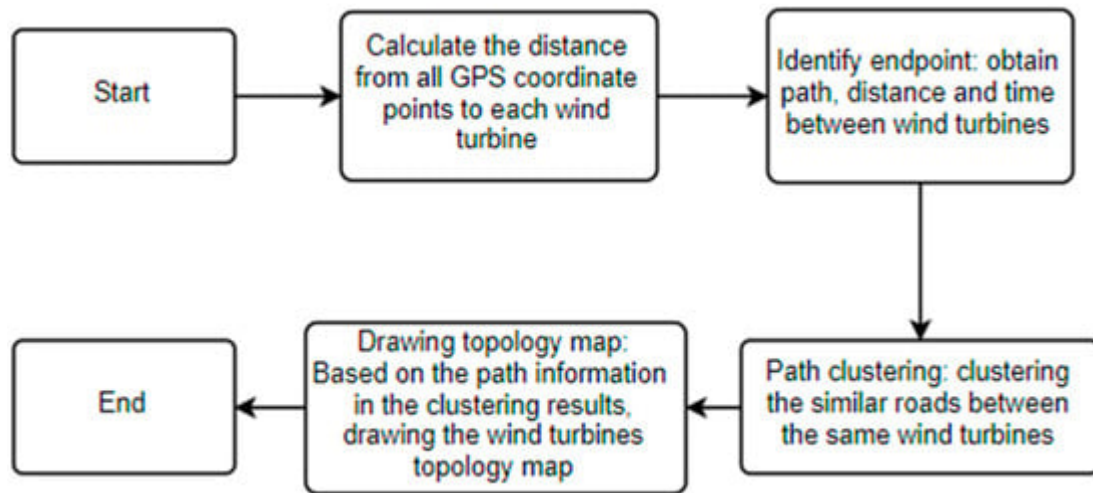 Start
Calculate the distance
from all GPS coordinate
points to each wind
turbine
Identify endpoint: obtain
path, distance and time
between wind turbines
Path clustering: clustering
the similar roads between
the same wind turbines
Drawing topology map:
Based on the path information
in the clustering results,
drawing the wind turbines
topology map
End